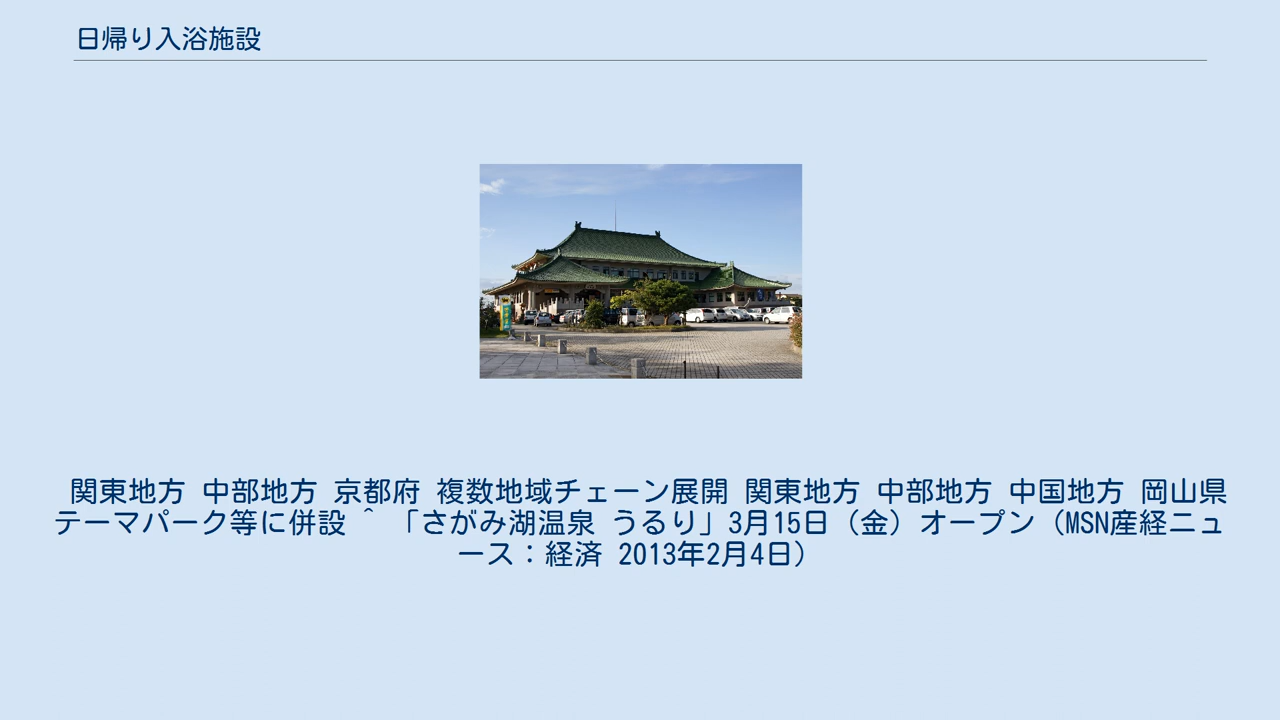 日帰り入浴施設
関東地方 中部地方 京都府 複数地域チェーン展開 関東地方 中部地方 中国地方 岡山県
テーマパーク等に併設 ^ 「さがみ湖温泉 うるり」3月15日（金）オープン（MSN産経ニュ
ース：経済 2013年2月4日）